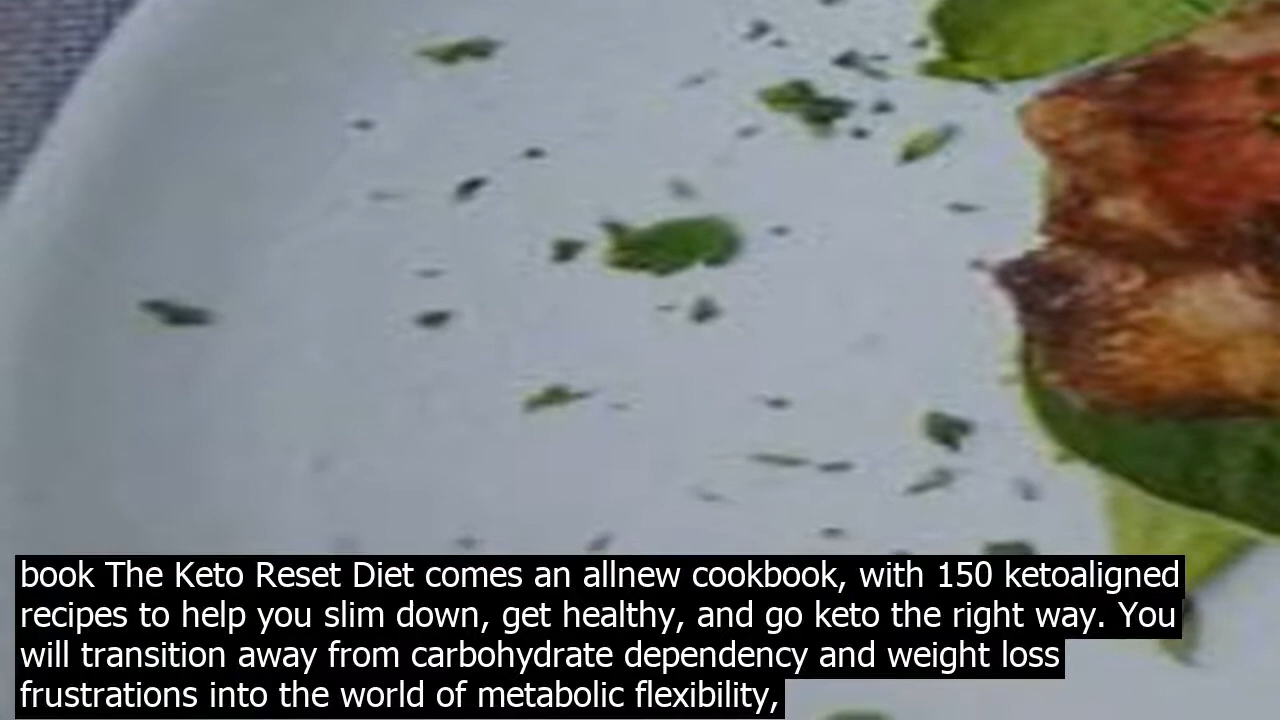 book The Keto Reset Diet comes an allnew cookbook, with 150 ketoaligned
recipes to help you slim down, get healthy, and go keto the right way. You
will transition away from carbohydrate dependency and weight loss
frustrations into the world of metabolic flexibility,